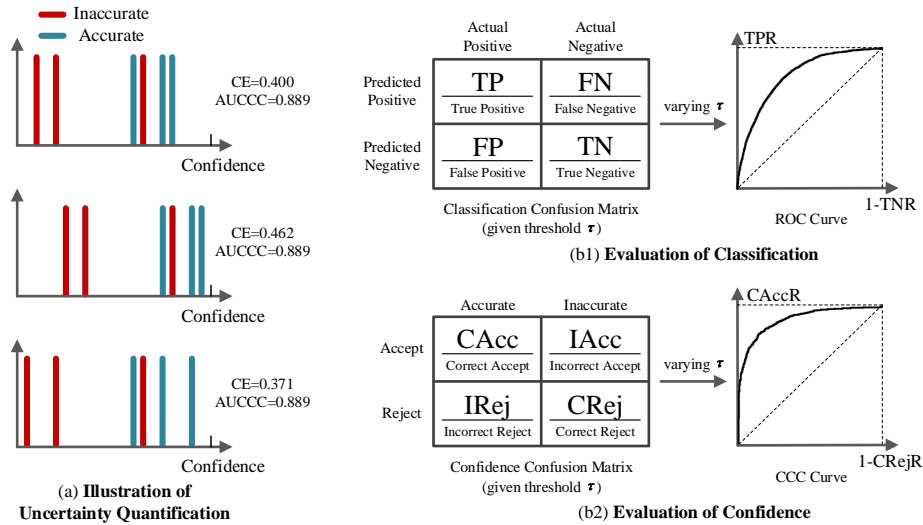 Inaccurate
Accurate
CE=0.400
AUCCC=0.889
Confidence
CE=0.462
AUCCC=0.889
Confidence
CE=0.371
AUCCC=0.889
Confidence
(a) Illustration of
Uncertainty Quantification
Actual
Positive
Actual
Negative
Predicted
Positive
TP
True Positive
FN
False Negative
Predicted
Negative
FP
False Positive
TN
True Negative
Classification Confusion Matrix
(given threshold τ)
varying τ
TPR
1-TNR
ROC Curve
(b1) Evaluation of Classification
Accurate
Inaccurate
Accept
CAcc
Correct Accept
IAcc
Incorrect Accept
Reject
IRej
Incorrect Reject
CRej
Correct Reject
Confidence Confusion Matrix
(given threshold τ)
varying τ
CAccR
1-CRejR
CCC Curve
(b2) Evaluation of Confidence